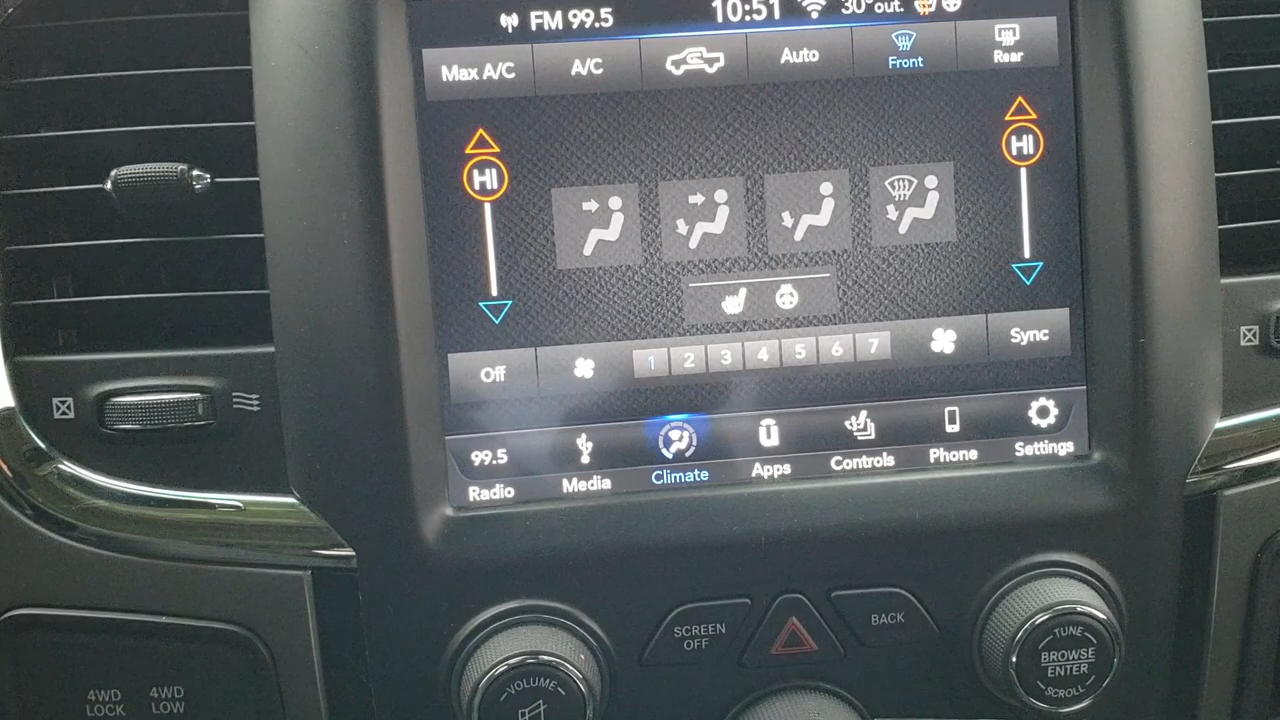 FM 99.5
10:51
30° out.
Max A/C
A/C
Auto
Front
Rear
HI
HI
Off
1 2 3 4 5 6 7
Sync
99.5
Radio
Media
Climate
Apps
Controls
Phone
Settings
SCREEN
OFF
BACK
TUNE
BROWSE
ENTER
SCROLL
VOLUME
4WD
LOCK
4WD
LOW